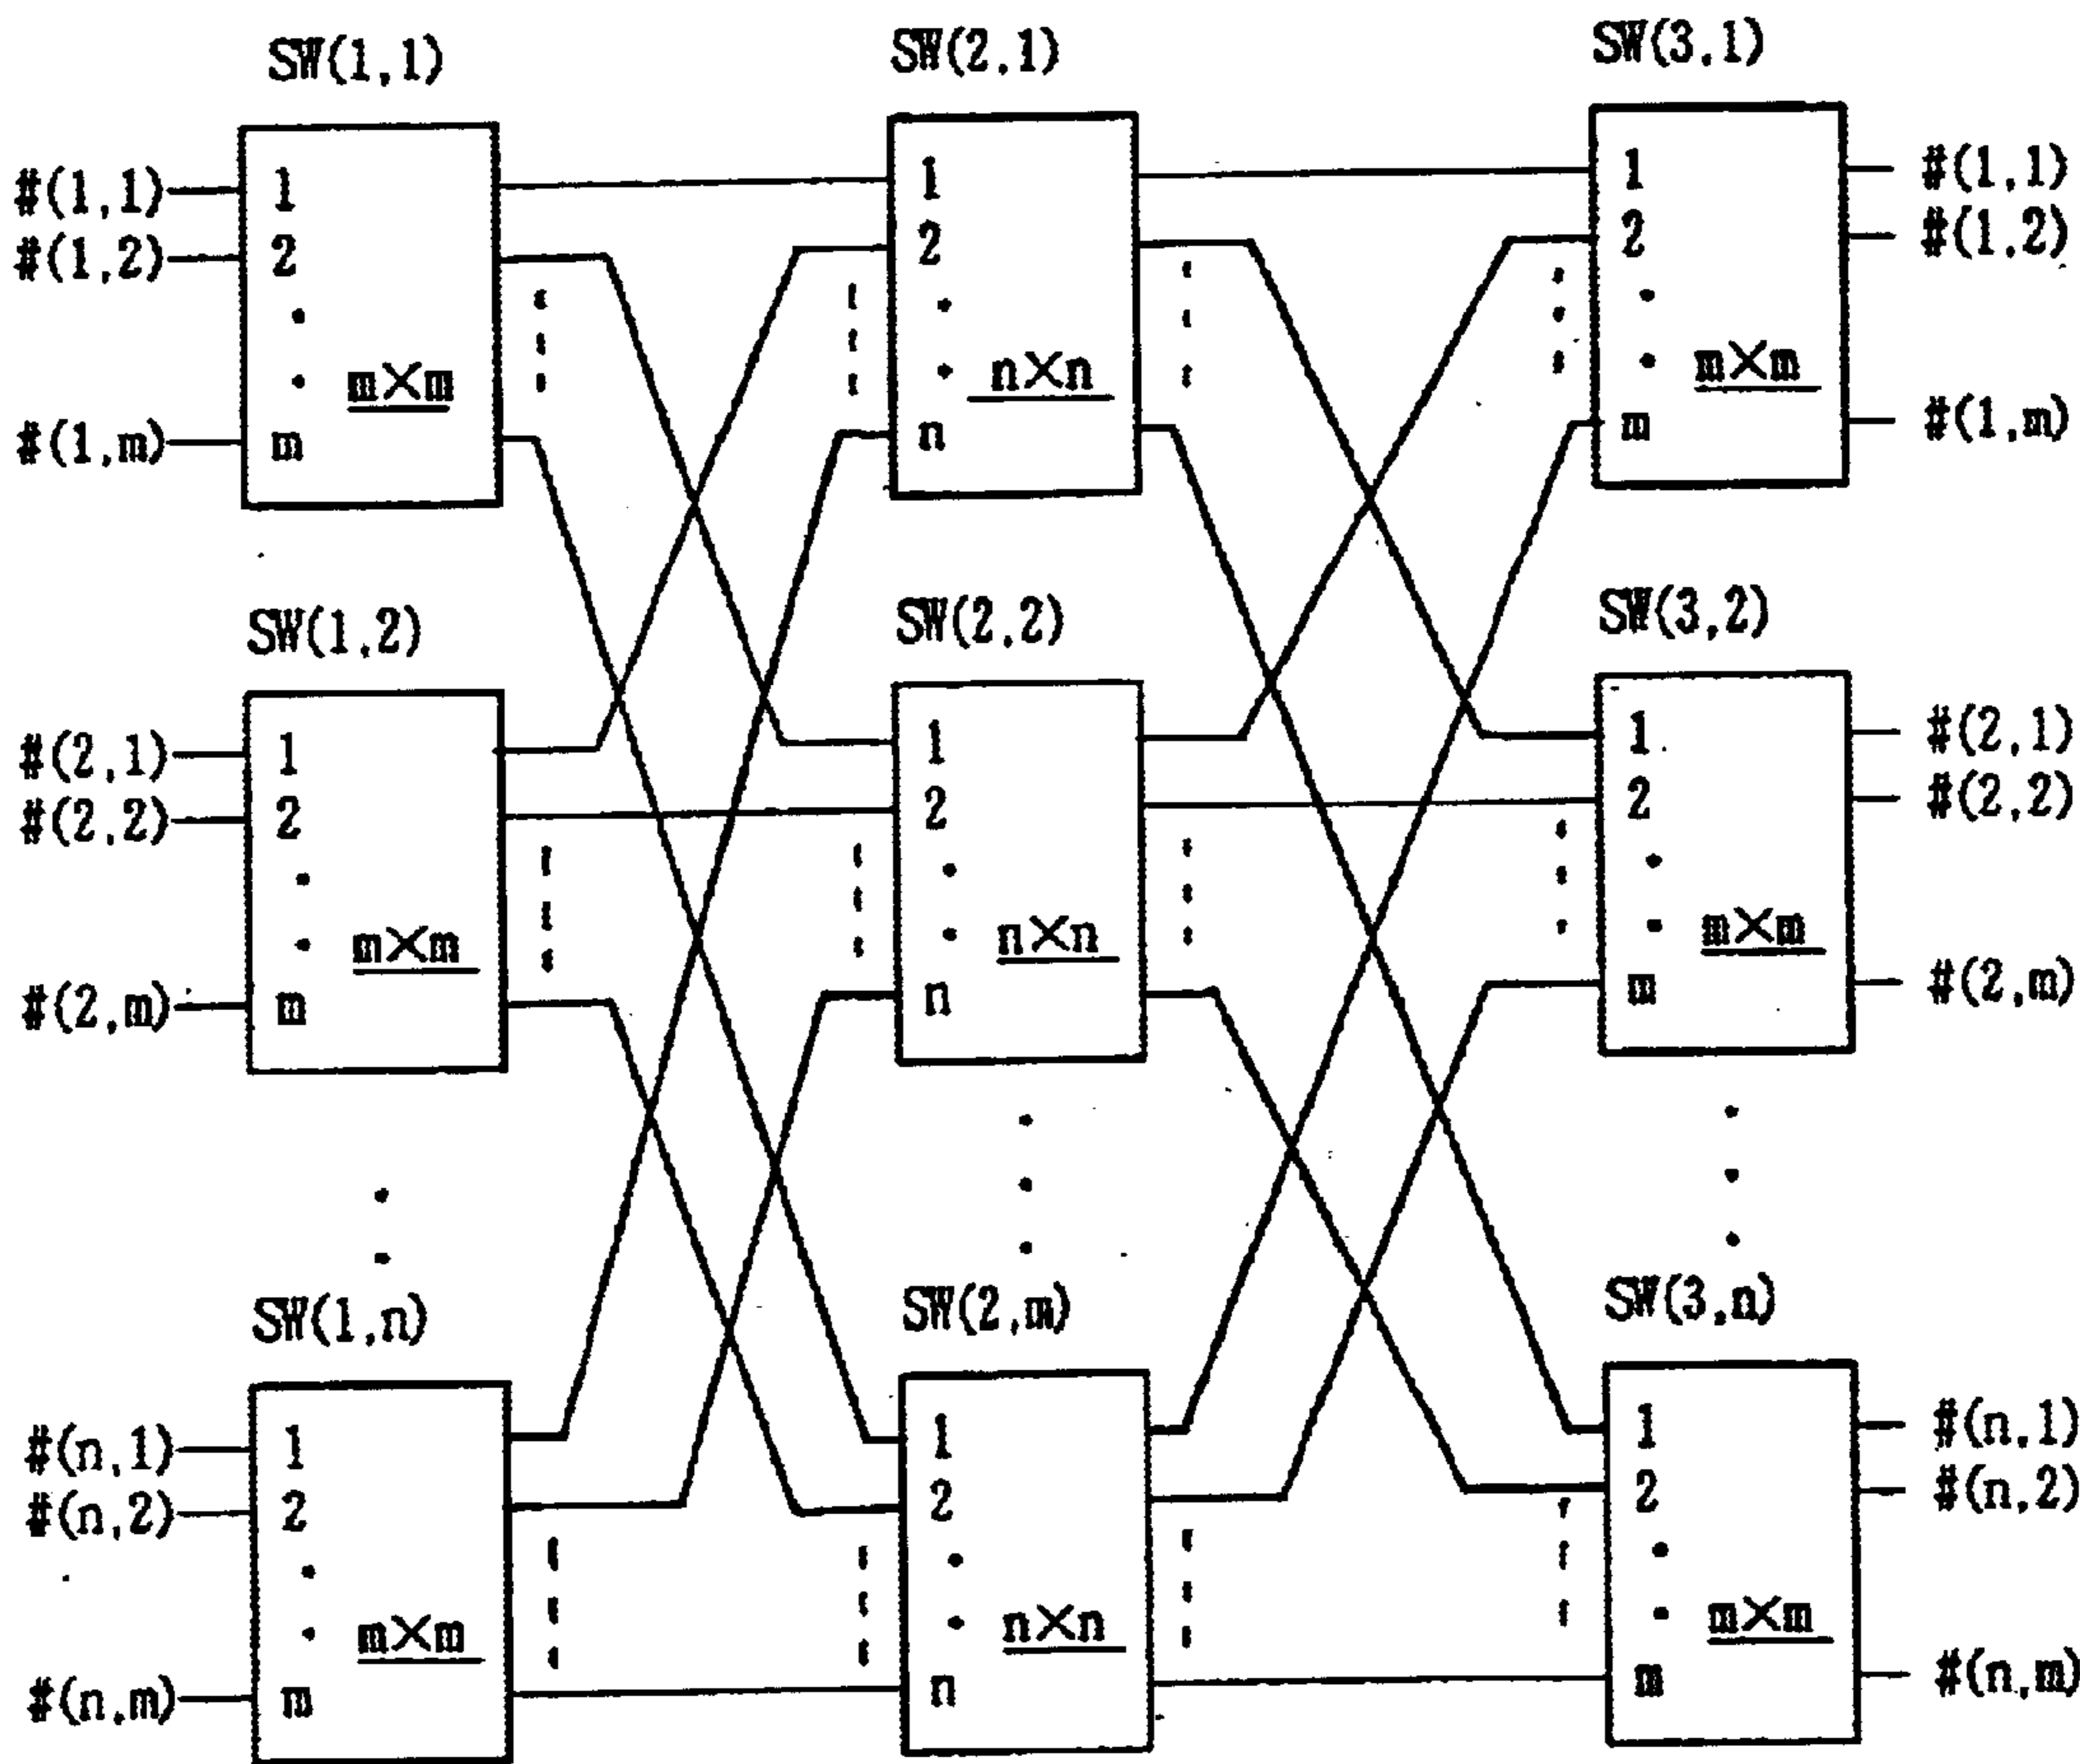 SW(1,1)
#(1,1)
#(1,2)
#(1,m)
1
2
m
m×m
SW(2,1)
1
2
n
n×n
SW(3,1)
1
2
m
m×m
#(1,1)
#(1,2)
#(1,m)
SW(1,2)
#(2,1)
#(2,2)
#(2,m)
1
2
m
m×m
SW(2,2)
1
2
n
n×n
SW(3,2)
1
2
m
m×m
#(2,1)
#(2,2)
#(2,m)
SW(1,n)
#(n,1)
#(n,2)
#(n,m)
1
2
m
m×m
SW(2,m)
1
2
n
n×n
SW(3,n)
1
2
m
m×m
#(n,1)
#(n,2)
#(n,m)